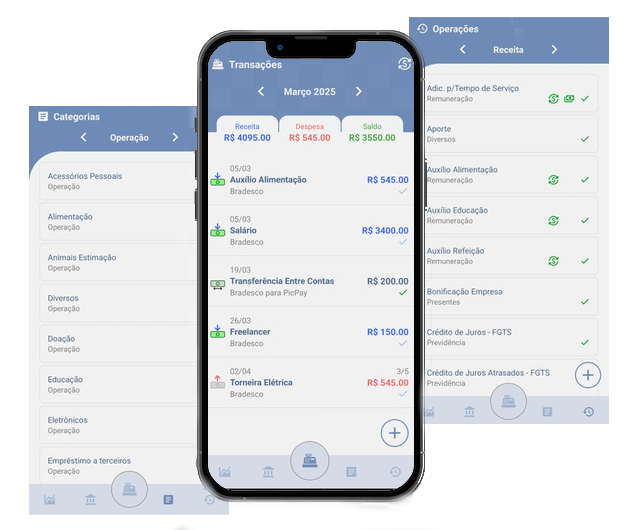 Categorias
Operação
Acessórios Pessoais
Operação
Alimentação
Operação
Animais Estimação
Operação
Diversos
Operação
Doação
Operação
Educação
Operação
Eletrônicos
Operação
Empréstimo a terceiros
Operação
Transações
Março 2025
Receita
R$ 4095.00
Despesa
R$ 545.00
Saldo
R$ 3550.00
05/03
Auxílio Alimentação R$ 545.00
Bradesco
05/03
Salário R$ 3400.00
Bradesco
19/03
Transferência Entre Contas R$ 200.00
Bradesco para PicPay
26/03
Freelancer R$ 150.00
Bradesco
02/04 3/5
Torneira Elétrica R$ 545.00
Bradesco
Operações
Receita
Adic. p/Tempo de Serviço
Remuneração
Aporte
Diversos
Auxílio Alimentação
Remuneração
Auxílio Educação
Remuneração
Auxílio Refeição
Remuneração
Bonificação Empresa
Presentes
Crédito de Juros - FGTS
Previdência
Crédito de Juros Atrasados - FGTS
Previdência